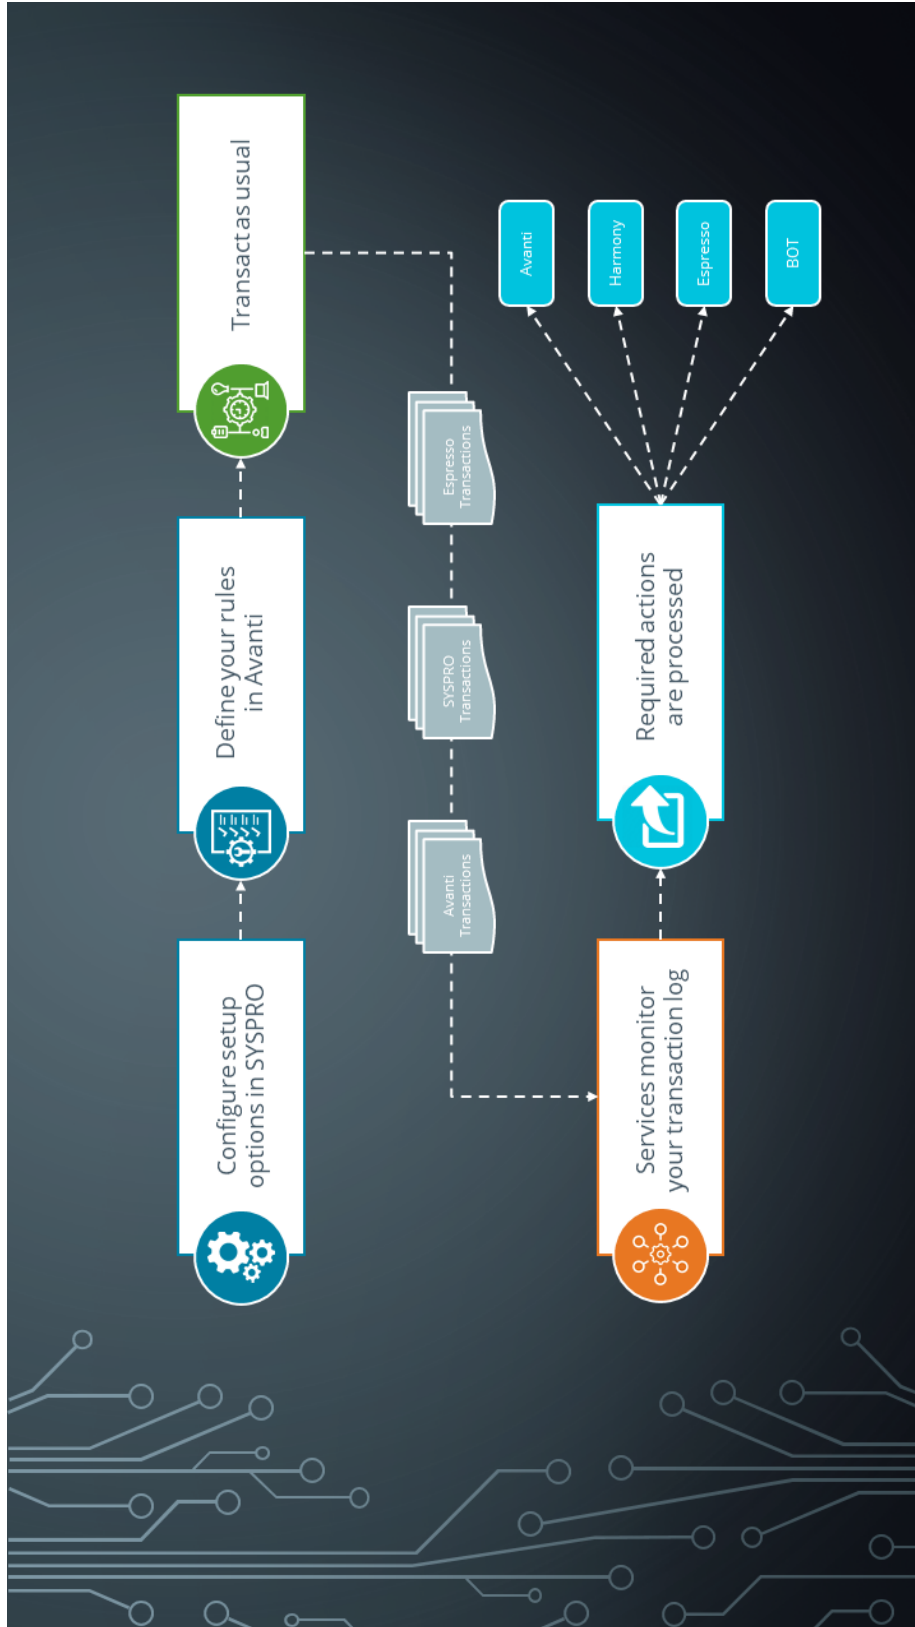 Configure setup
options in SYSPRO
Define your rules
in Avanti
Transact as usual
Avanti
Transactions
SYSPRO
Transactions
Espresso
Transactions
Services monitor
your transaction log
Required actions
are processed
Avanti
Harmony
Espresso
BOT